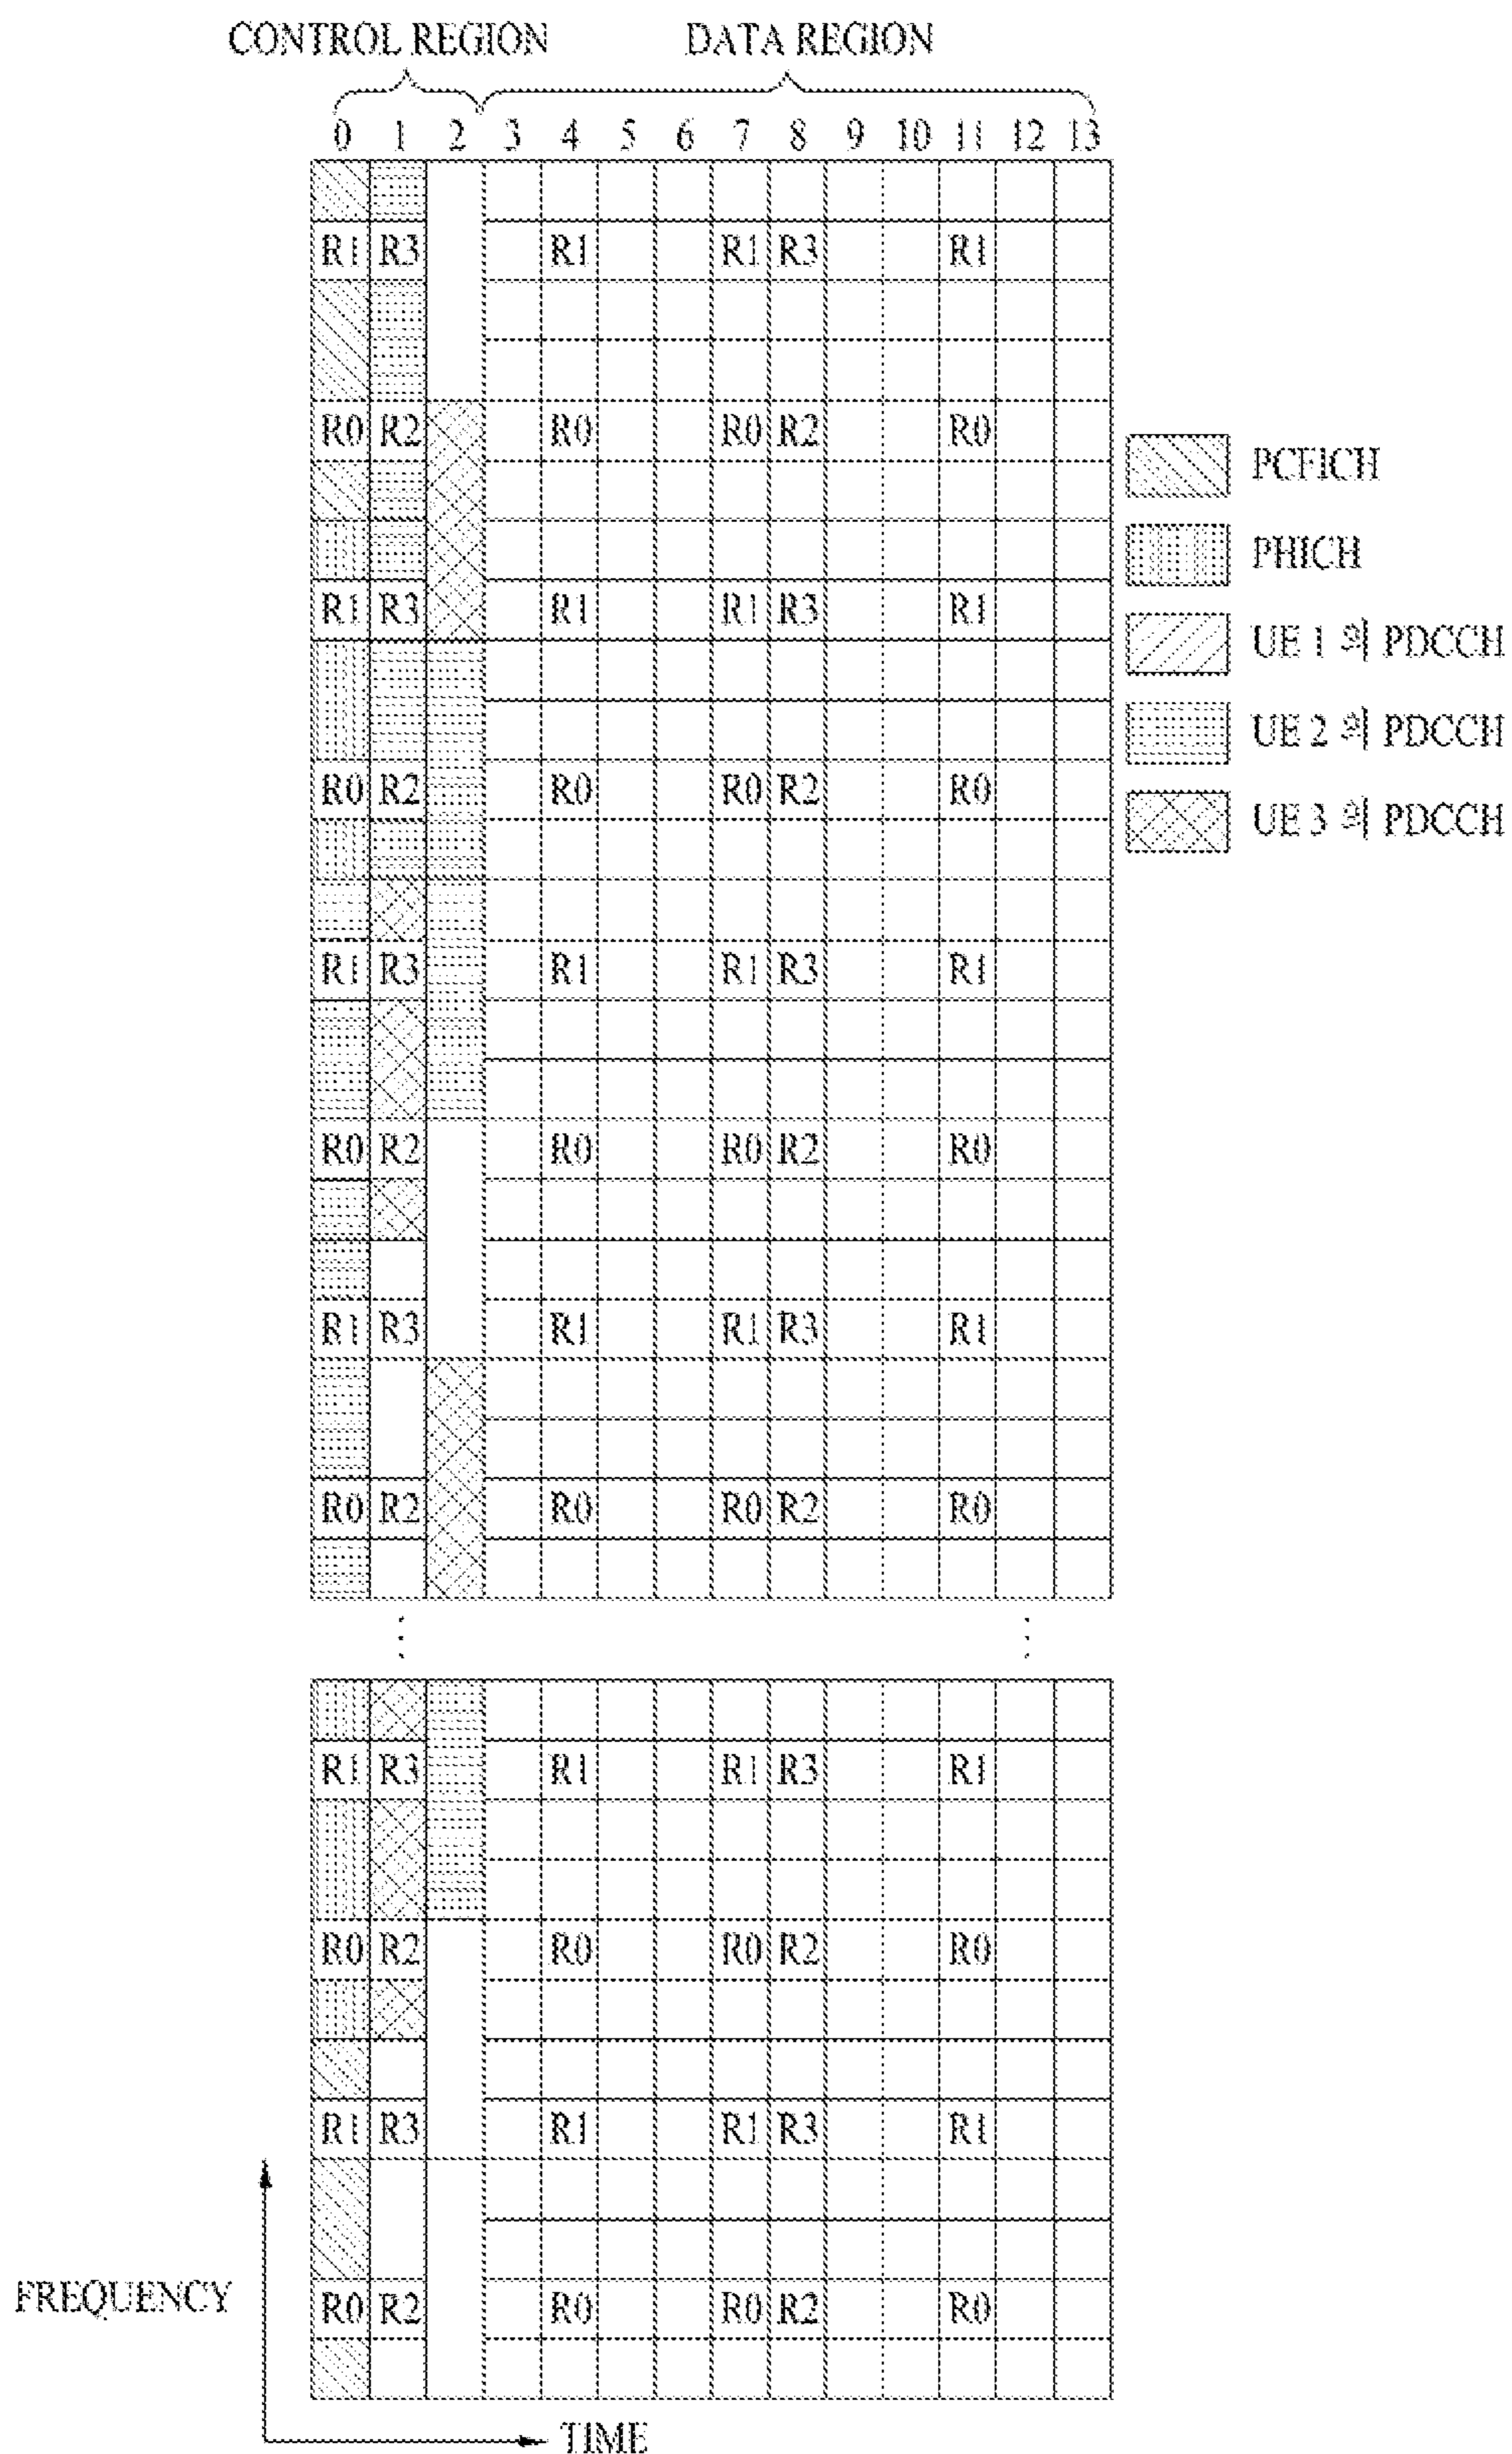 CONTROL REGION DATA REGION
0 1 2 3 4 5 6 7 8 9 10 11 12 13
R1 R3 R1 R1 R3 R1
R0 R2 R0 R0 R2 R0
PCFICH
PHICH
R1 R3 R1 R1 R3 R1
UE 1 의 PDCCH
UE 2 의 PDCCH
R0 R2 R0 R0 R2 R0
UE 3 의 PDCCH
R1 R3 R1 R1 R3 R1
R0 R2 R0 R0 R2 R0
R1 R3 R1 R1 R3 R1
R0 R2 R0 R0 R2 R0
R1 R3 R1 R1 R3 R1
R0 R2 R0 R0 R2 R0
R1 R3 R1 R1 R3 R1
R0 R2 R0 R0 R2 R0
FREQUENCY
TIME